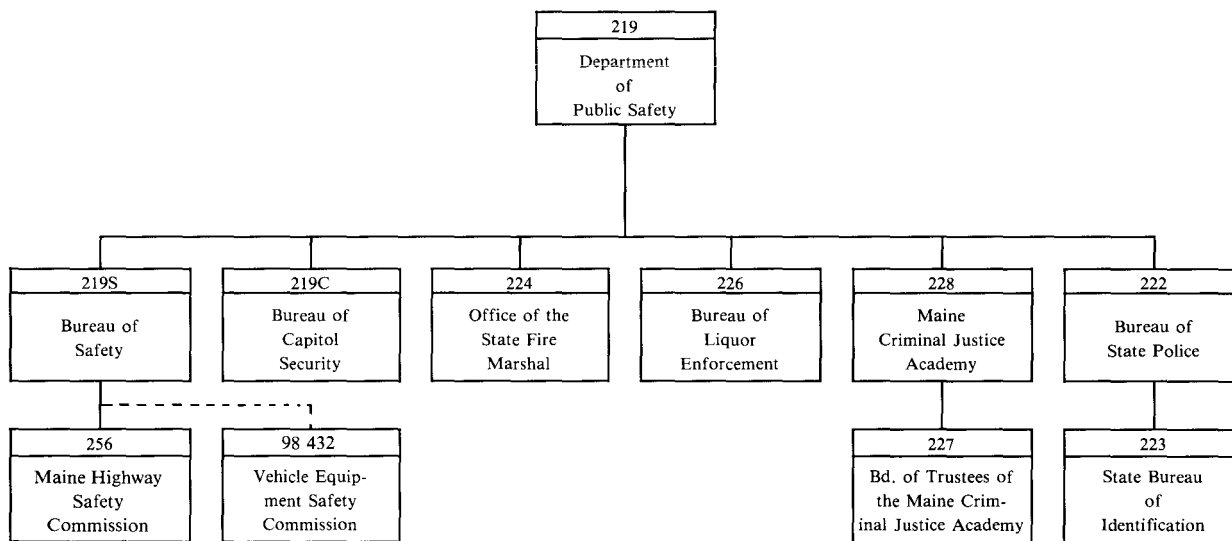 219
Department
of
Public Safety
219S
Bureau of
Safety
219C
Bureau of
Capitol
Security
224
Office of the
State Fire
Marshal
226
Bureau of
Liquor
Enforcement
228
Maine
Criminal Justice
Academy
222
Bureau of
State Police
256
Maine Highway
Safety
Commission
98 432
Vehicle Equip-
ment Safety
Commission
227
Bd. of Trustees of
the Maine Crim-
inal Justice Academy
223
State Bureau
of
Identification